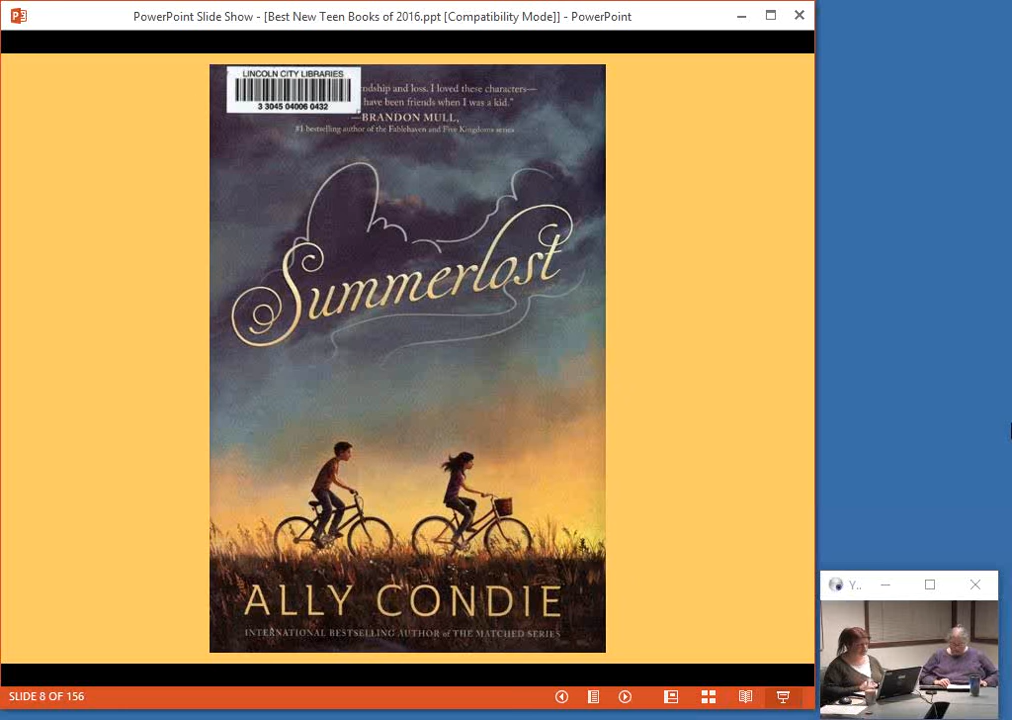 PowerPoint Slide Show - [Best New Teen Books of 2016.ppt [Compatibility Mode]] - PowerPoint
LINCOLN CITY LIBRARIES
3 3045 04006 0432
ndship and loss. I loved these characters—
have been friends when I was a kid."
—BRANDON MULL,
#1 bestselling author of the Fablehaven and Five Kingdoms series
Summerlost
ALLY CONDIE
INTERNATIONAL BESTSELLING AUTHOR of THE MATCHED SERIES
Y..
SLIDE 8 OF 156